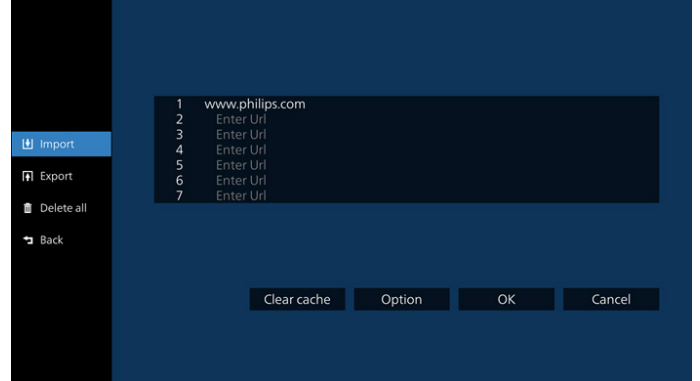 Import
Export
Delete all
Back
1 www.philips.com
2 Enter Url
3 Enter Url
4 Enter Url
5 Enter Url
6 Enter Url
7 Enter Url
Clear cache Option OK Cancel